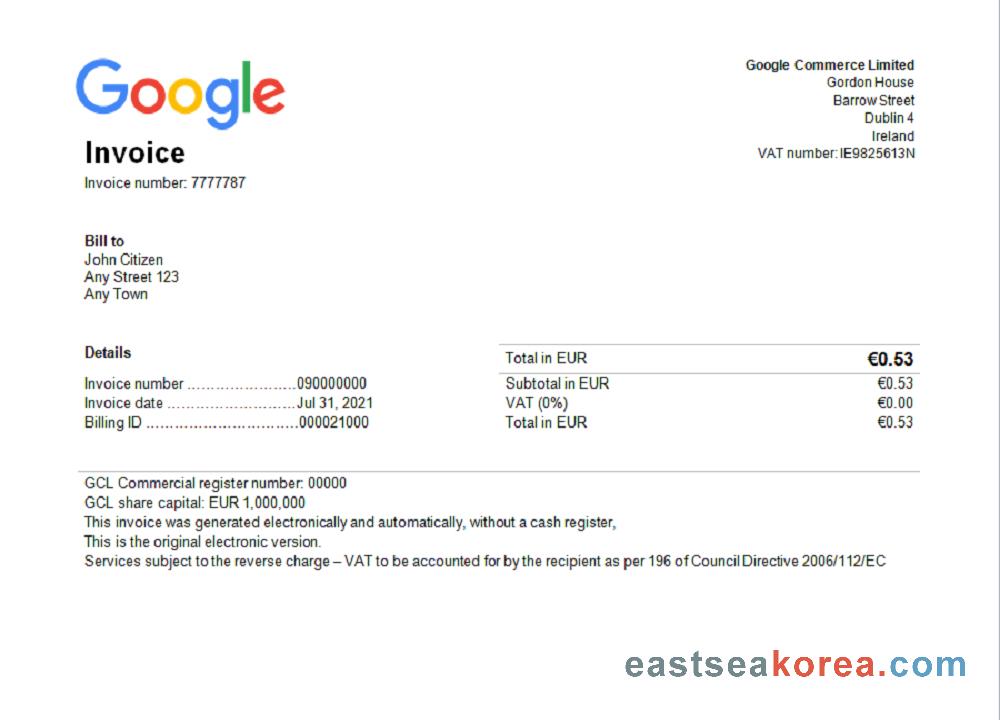 Google
Google Commerce Limited
Gordon House
Barrow Street
Dublin 4
Ireland
VAT number: IE9825613N
Invoice
Invoice number: 7777787
Bill to
John Citizen
Any Street 123
Any Town
Details
Invoice number ......................090000000
Invoice date ..........................Jul 31, 2021
Billing ID ...............................000021000
Total in EUR €0.53
Subtotal in EUR €0.53
VAT (0%) €0.00
Total in EUR €0.53
GCL Commercial register number: 00000
GCL share capital: EUR 1,000,000
This invoice was generated electronically and automatically, without a cash register,
This is the original electronic version.
Services subject to the reverse charge – VAT to be accounted for by the recipient as per 196 of Council Directive 2006/112/EC
eastseakorea.com